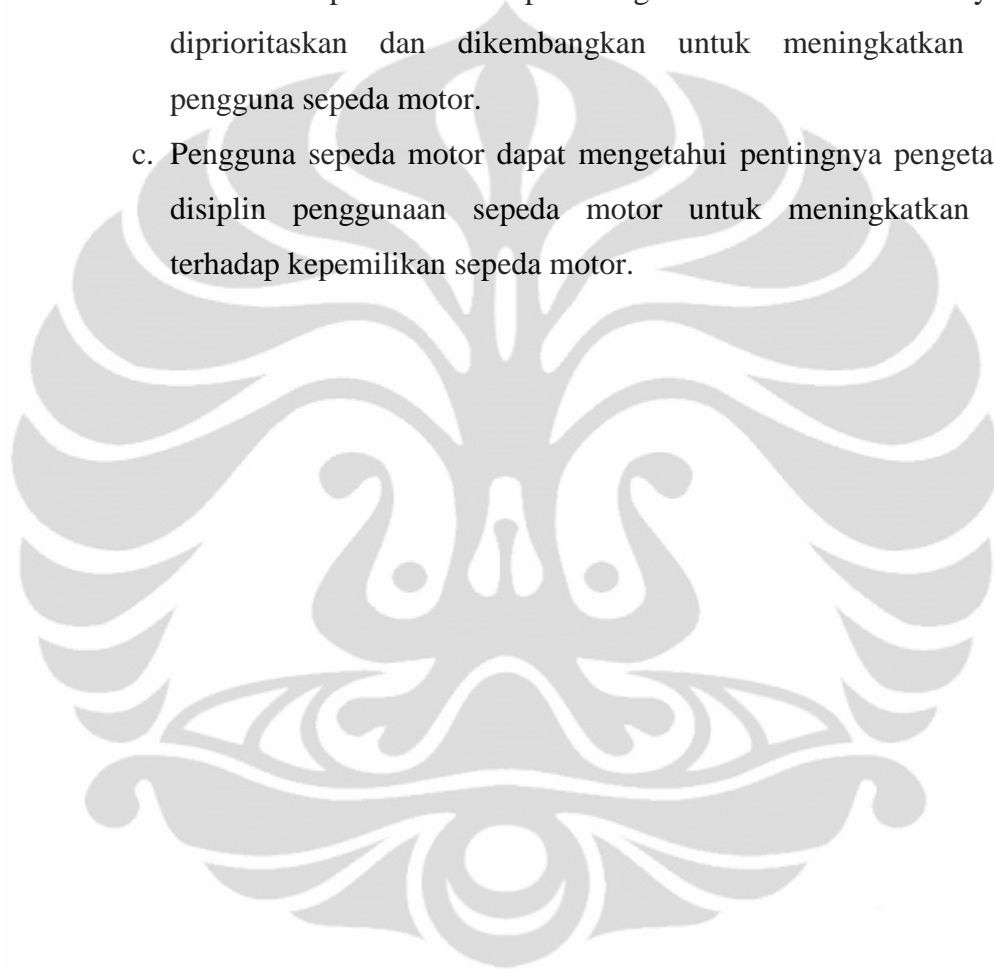 diprioritaskan dan dikembangkan untuk meningkatkan
pengguna sepeda motor.
c. Pengguna sepeda motor dapat mengetahui pentingnya pengeta
disiplin penggunaan sepeda motor untuk meningkatkan
terhadap kepemilikan sepeda motor.